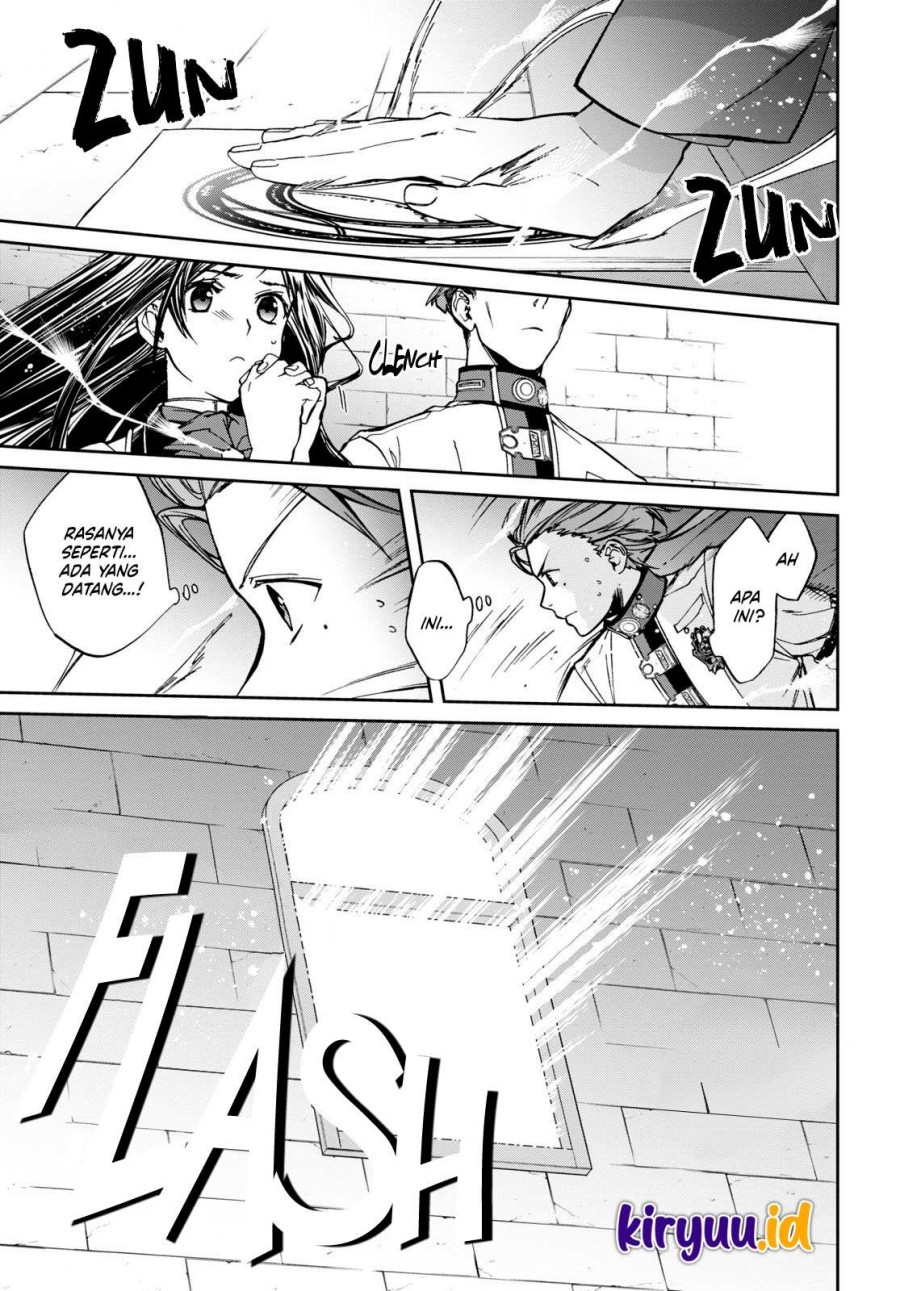 ZUN
ZUN
CLENCH
AH
APA
INI?
INI...
RASANYA
SEPERTI...
ADA YANG
DATANG...!
FLASH
kiryuu.id